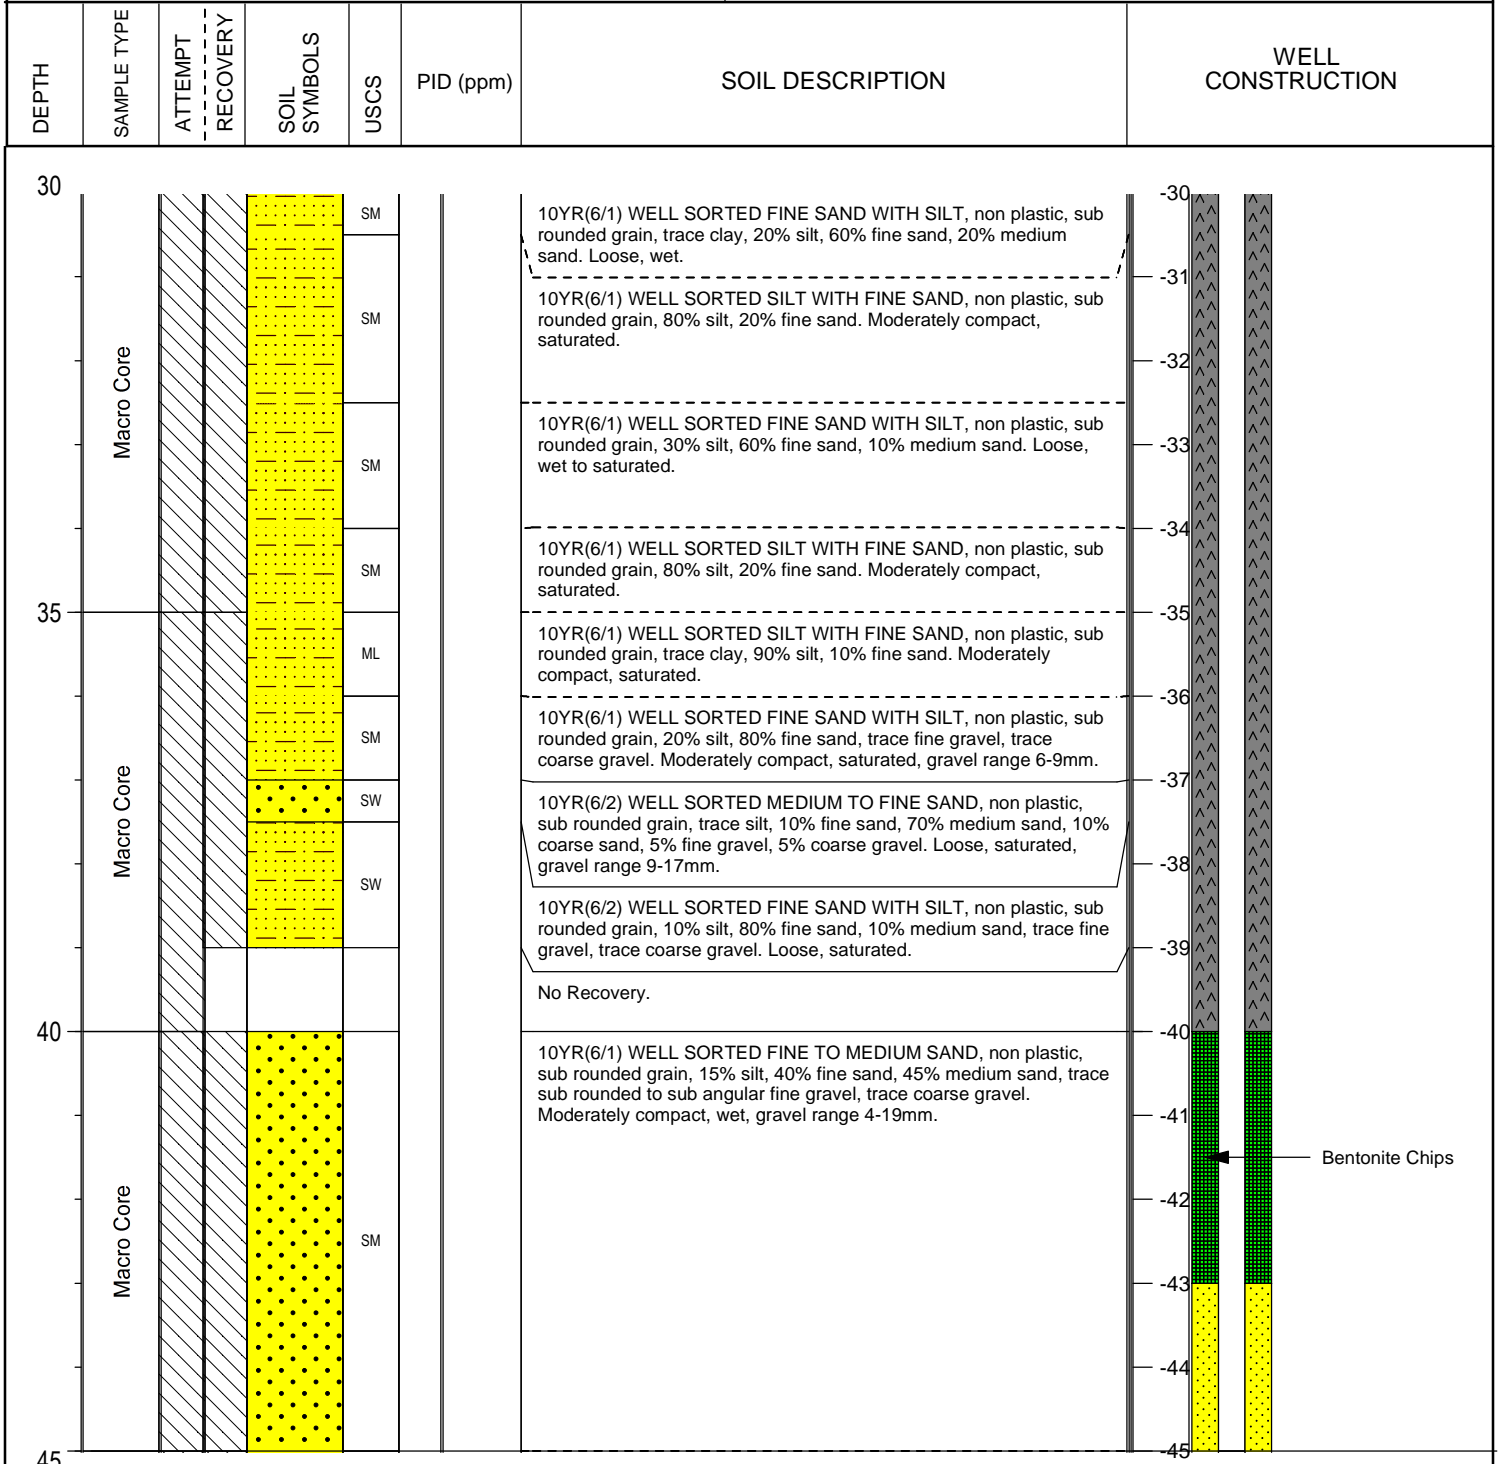 DEPTH
SAMPLE TYPE
ATTEMPT
RECOVERY
SOIL
SYMBOLS
USCS
PID (ppm)
SOIL DESCRIPTION
WELL
CONSTRUCTION
30
-30
SM
10YR(6/1) WELL SORTED FINE SAND WITH SILT, non plastic, sub
rounded grain, trace clay, 20% silt, 60% fine sand, 20% medium
sand. Loose, wet.
-31
SM
10YR(6/1) WELL SORTED SILT WITH FINE SAND, non plastic, sub
rounded grain, 80% silt, 20% fine sand. Moderately compact,
saturated.
-32
Macro Core
10YR(6/1) WELL SORTED FINE SAND WITH SILT, non plastic, sub
rounded grain, 30% silt, 60% fine sand, 10% medium sand. Loose,
wet to saturated.
-33
SM
-34
SM
10YR(6/1) WELL SORTED SILT WITH FINE SAND, non plastic, sub
rounded grain, 80% silt, 20% fine sand. Moderately compact,
saturated.
35
-35
ML
10YR(6/1) WELL SORTED SILT WITH FINE SAND, non plastic, sub
rounded grain, trace clay, 90% silt, 10% fine sand. Moderately
compact, saturated.
-36
SM
10YR(6/1) WELL SORTED FINE SAND WITH SILT, non plastic, sub
rounded grain, 20% silt, 80% fine sand, trace fine gravel, trace
coarse gravel. Moderately compact, saturated, gravel range 6-9mm.
-37
SW
10YR(6/2) WELL SORTED MEDIUM TO FINE SAND, non plastic,
sub rounded grain, trace silt, 10% fine sand, 70% medium sand, 10%
coarse sand, 5% fine gravel, 5% coarse gravel. Loose, saturated,
gravel range 9-17mm.
Macro Core
-38
SW
10YR(6/2) WELL SORTED FINE SAND WITH SILT, non plastic, sub
rounded grain, 10% silt, 80% fine sand, 10% medium sand, trace fine
gravel, trace coarse gravel. Loose, saturated.
-39
No Recovery.
40
-40
10YR(6/1) WELL SORTED FINE TO MEDIUM SAND, non plastic,
sub rounded grain, 15% silt, 40% fine sand, 45% medium sand, trace
sub rounded to sub angular fine gravel, trace coarse gravel.
Moderately compact, wet, gravel range 4-19mm.
-41
Bentonite Chips
-42
Macro Core
SM
-43
-44
45
-45